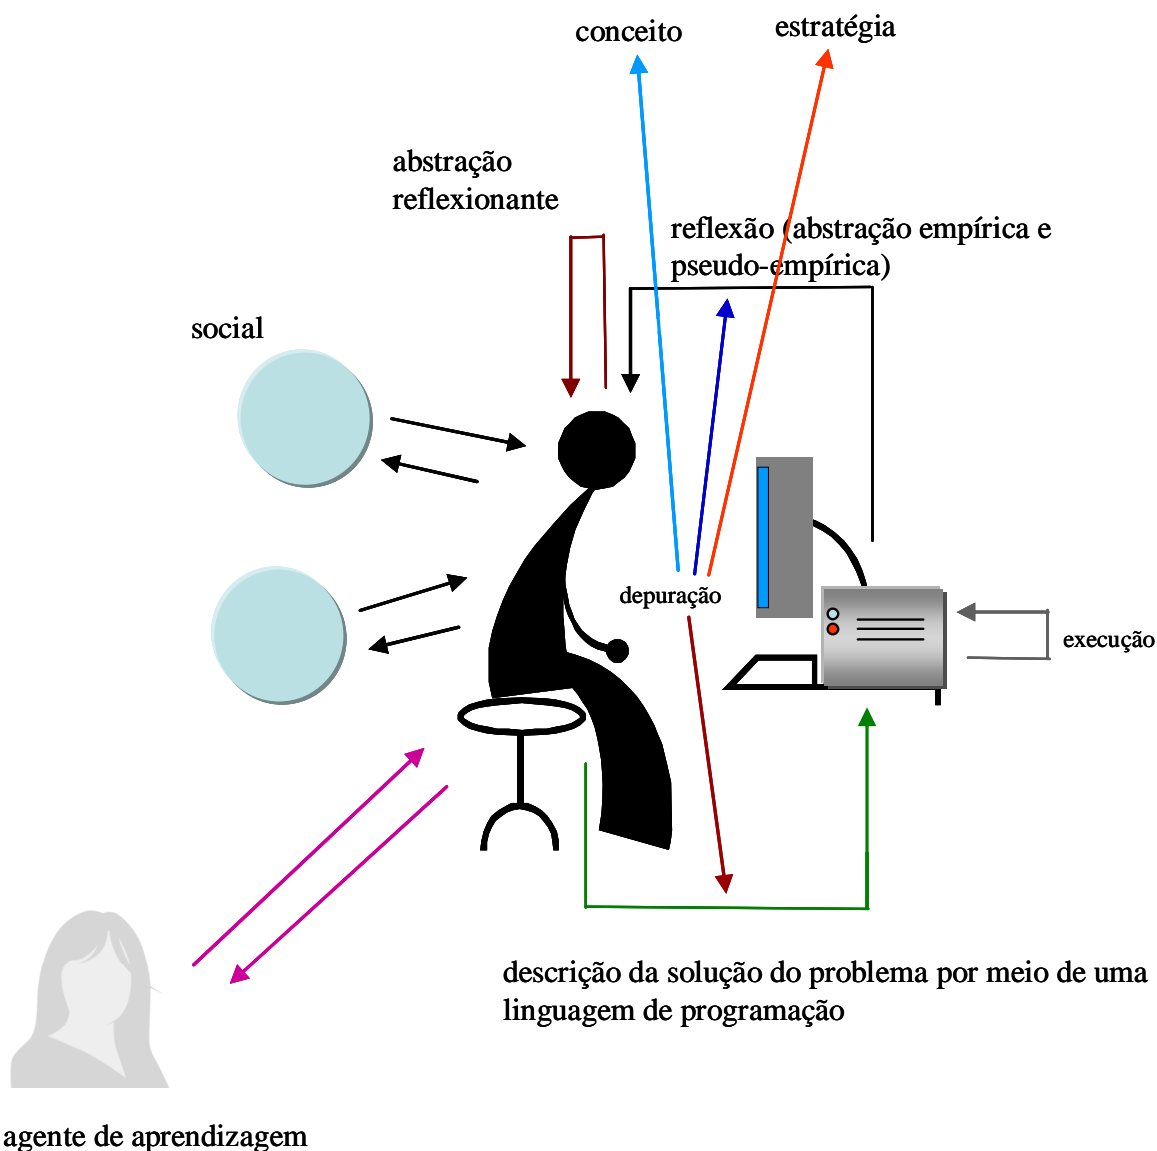 conceito
estratégia
abstração
reflexionante
reflexão (abstração empírica e
pseudo-empírica)
social
depuração
execução
descrição da solução do problema por meio de uma
linguagem de programação
agente de aprendizagem